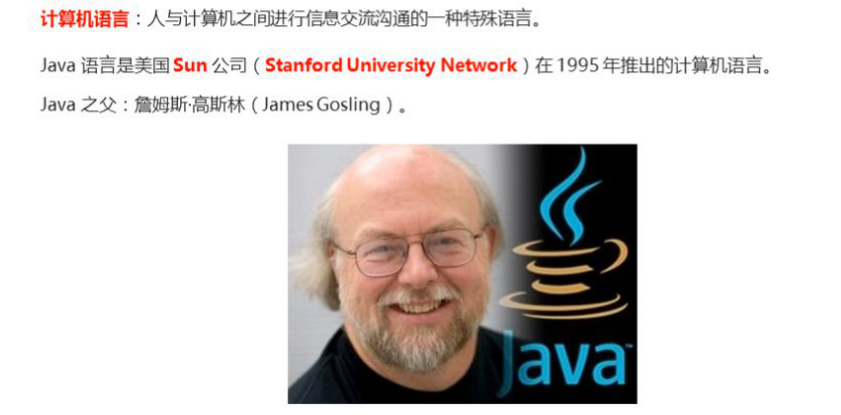 计算机语言：人与计算机之间进行信息交流沟通的一种特殊语言。
Java 语言是美国 Sun 公司（Stanford University Network）在 1995 年推出的计算机语言。
Java 之父：詹姆斯·高斯林（James Gosling）。
Java™